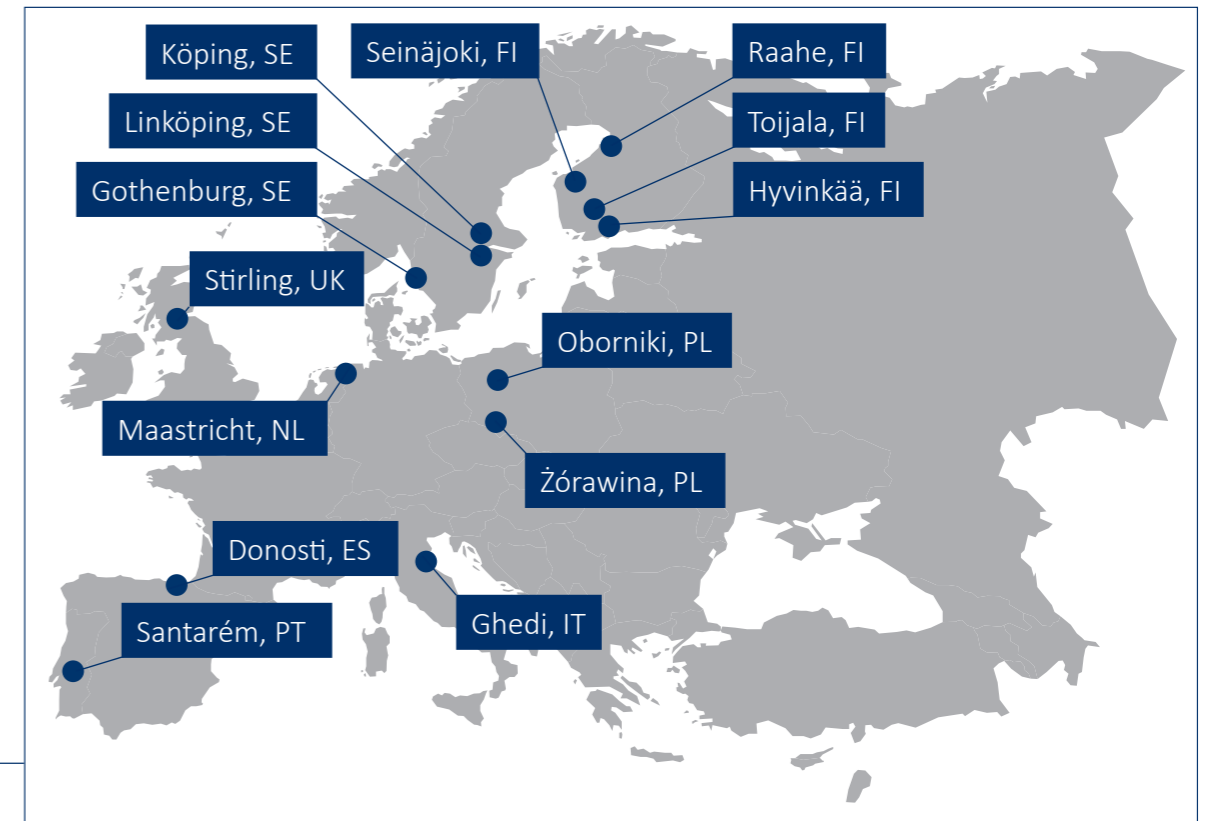 Köping, SE
Seinäjoki, FI
Raahe, FI
Linköping, SE
Toijala, FI
Gothenburg, SE
Hyvinkää, FI
Stirling, UK
Oborniki, PL
Maastricht, NL
Żórawina, PL
Donosti, ES
Santarém, PT
Ghedi, IT